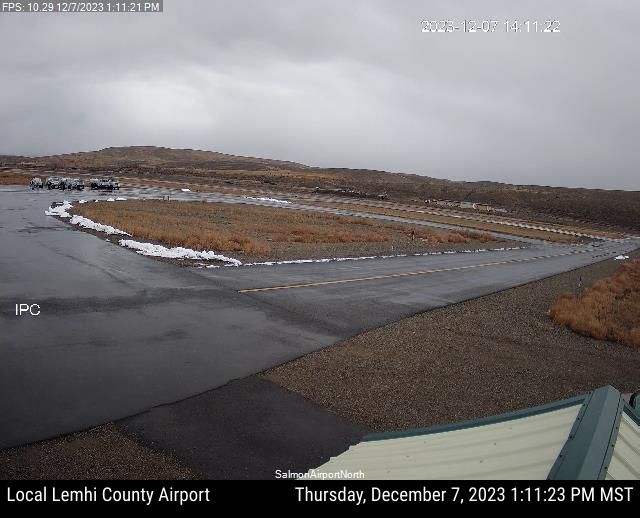 FPS: 10.29 12/7/2023 1:11:21 PM
2023-12-07 14:11:22
IPC
SalmonAirportNorth
Local Lemhi County Airport
Thursday, December 7, 2023 1:11:23 PM MST